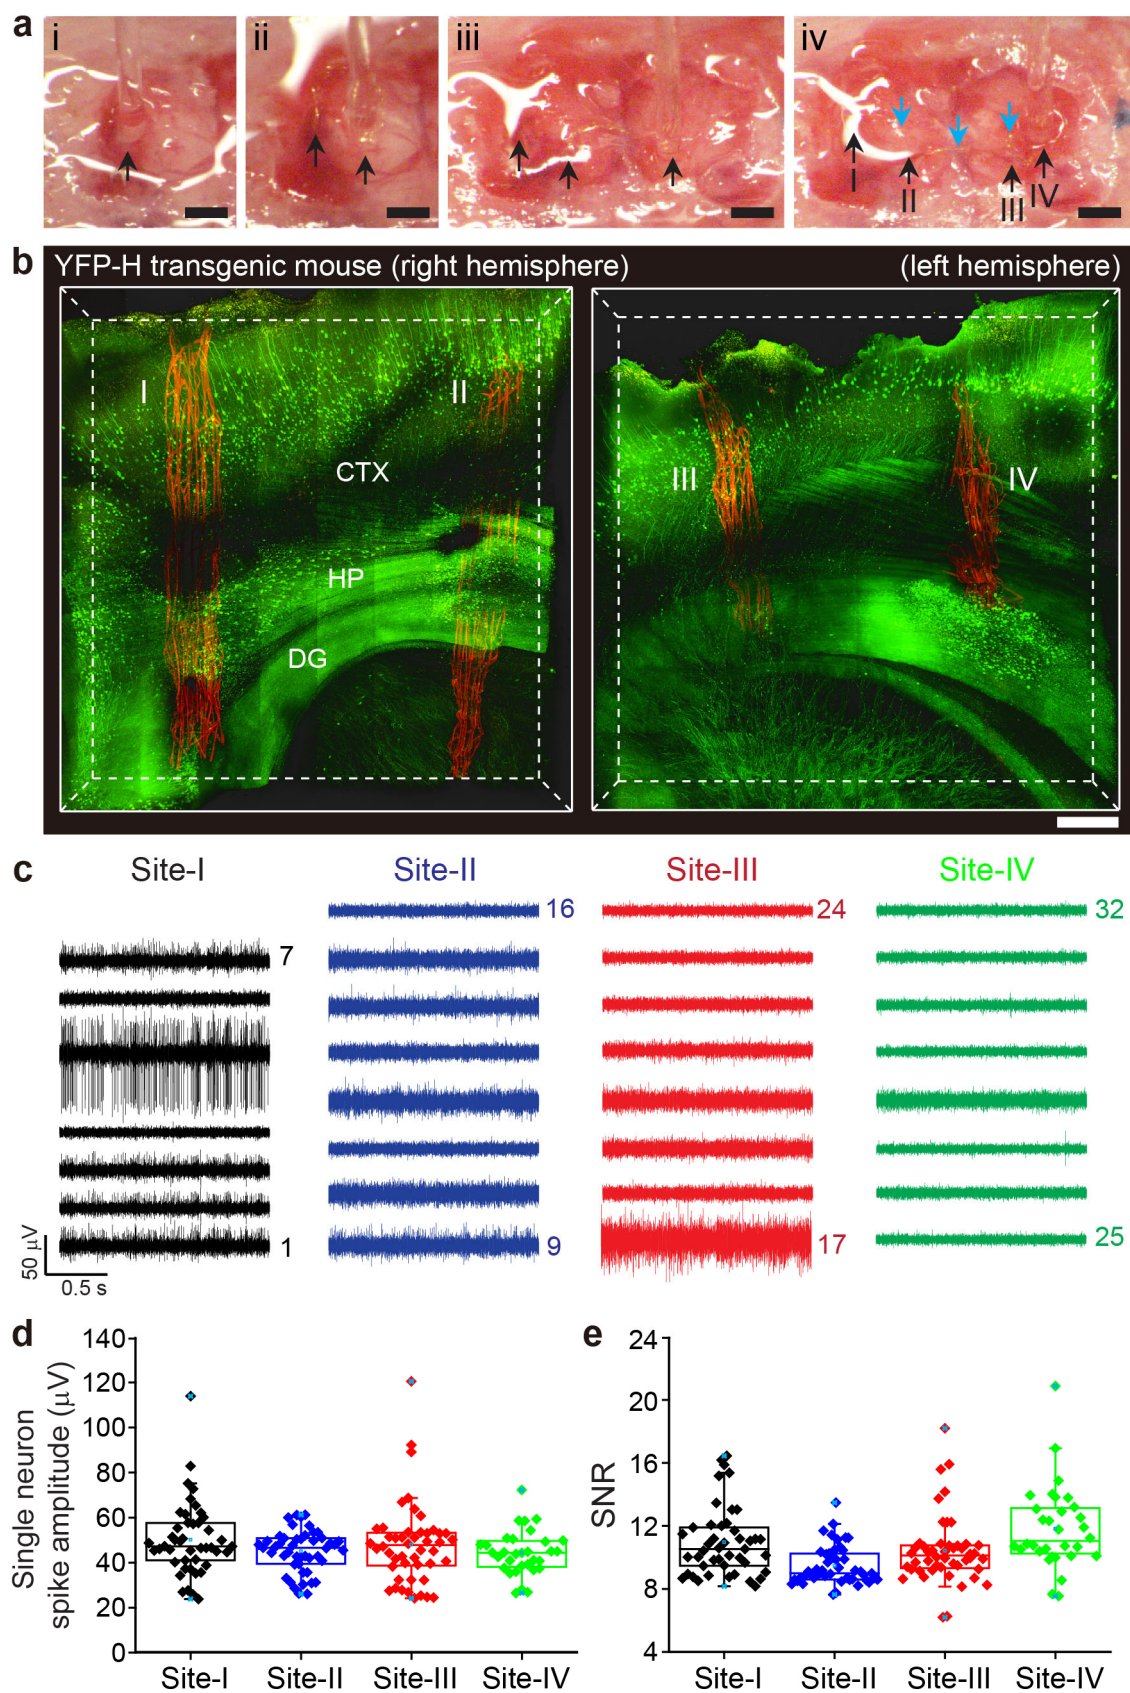 a
i
ii
iii
iv
I
II
III
IV
b
YFP-H transgenic mouse (right hemisphere)
(left hemisphere)
I
II
CTX
HP
DG
III
IV
c
Site-I
Site-II
Site-III
Site-IV
16
24
32
7
1
9
17
25
50 μV
0.5 s
d
Single neuron
spike amplitude (μV)
140
120
100
80
60
40
20
0
Site-I
Site-II
Site-III
Site-IV
e
SNR
24
20
16
12
8
4
Site-I
Site-II
Site-III
Site-IV